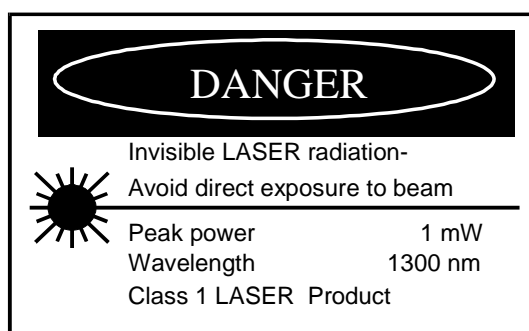 DANGER
Invisible LASER radiation-
Avoid direct exposure to beam
Peak power 1 mW
Wavelength 1300 nm
Class 1 LASER Product